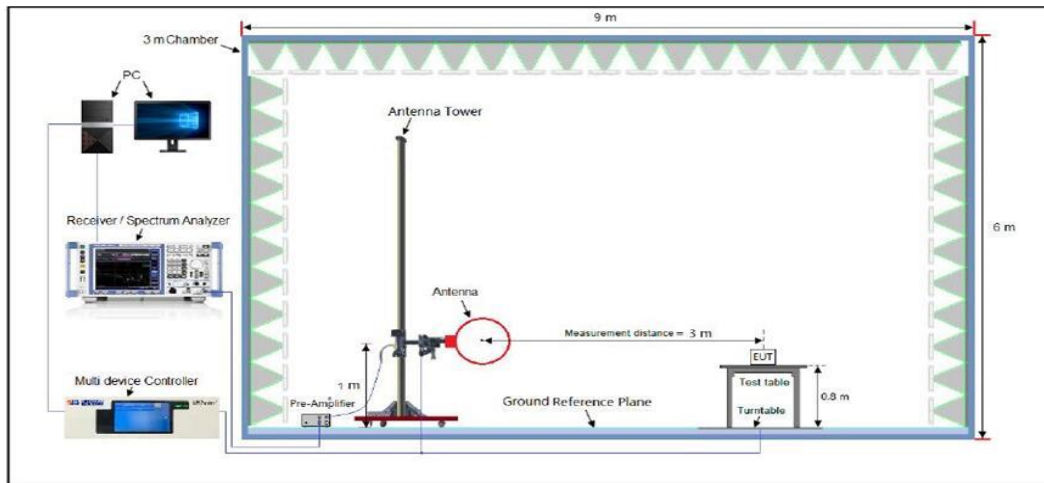 9 m
3 m Chamber
PC
Antenna Tower
Receiver / Spectrum Analyzer
6 m
Antenna
Measurement distance = 3 m
EUT
Multi device Controller
1 m
Test table
0.8 m
Pre-Amplifier
Ground Reference Plane
Turntable